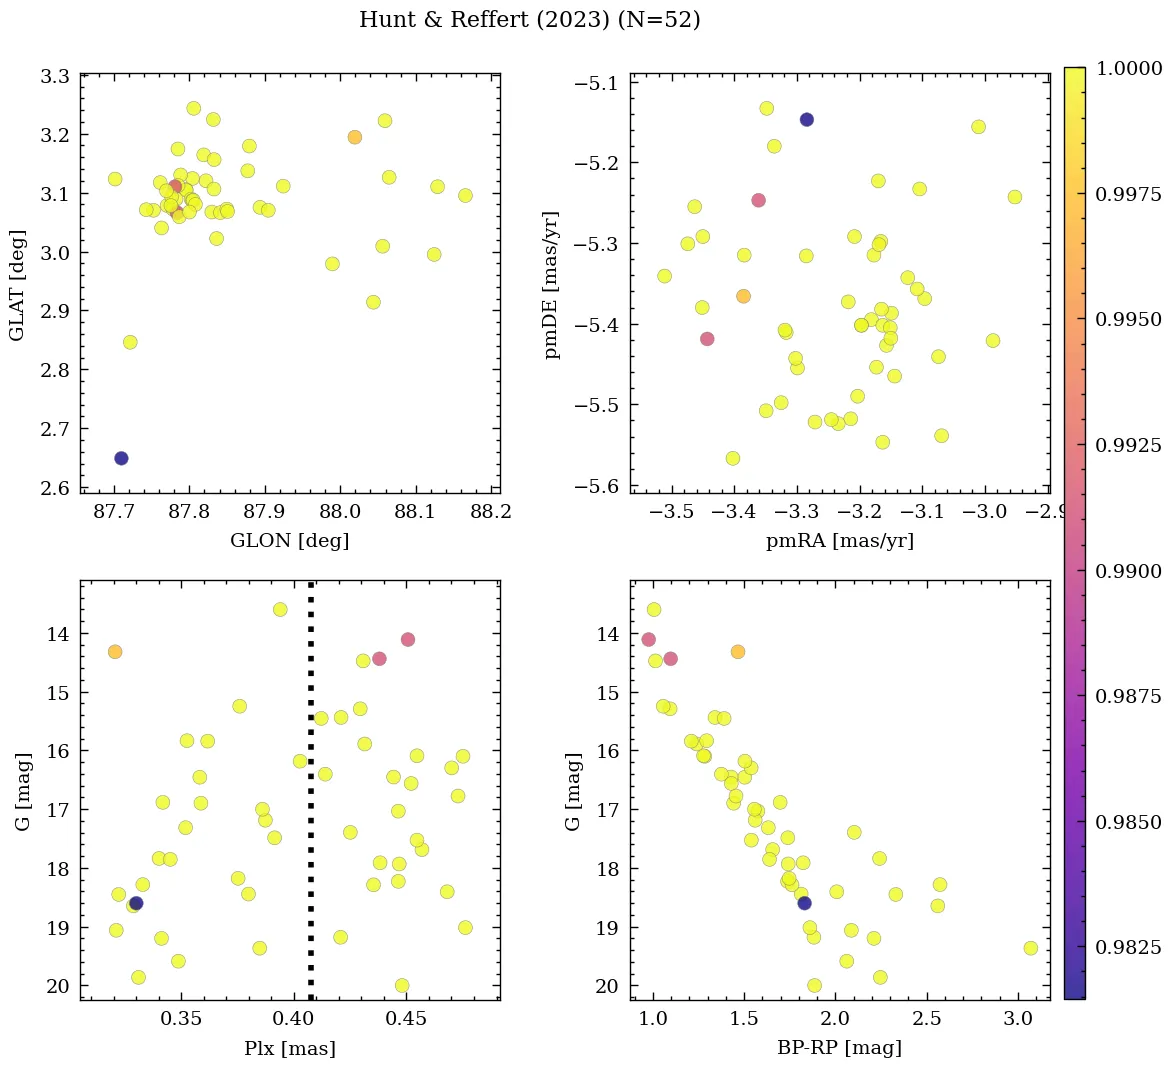 Hunt & Reffert (2023) (N=52)
3.3
3.2
3.1
3.0
2.9
2.8
2.7
2.6
GLAT [deg]
87.7 87.8 87.9 88.0 88.1 88.2
GLON [deg]
−5.1
−5.2
−5.3
−5.4
−5.5
−5.6
pmDE [mas/yr]
−3.5 −3.4 −3.3 −3.2 −3.1 −3.0 −2.9
pmRA [mas/yr]
14
15
16
17
18
19
20
G [mag]
0.35 0.40 0.45
Plx [mas]
14
15
16
17
18
19
20
G [mag]
1.0 1.5 2.0 2.5 3.0
BP-RP [mag]
1.0000
0.9975
0.9950
0.9925
0.9900
0.9875
0.9850
0.9825